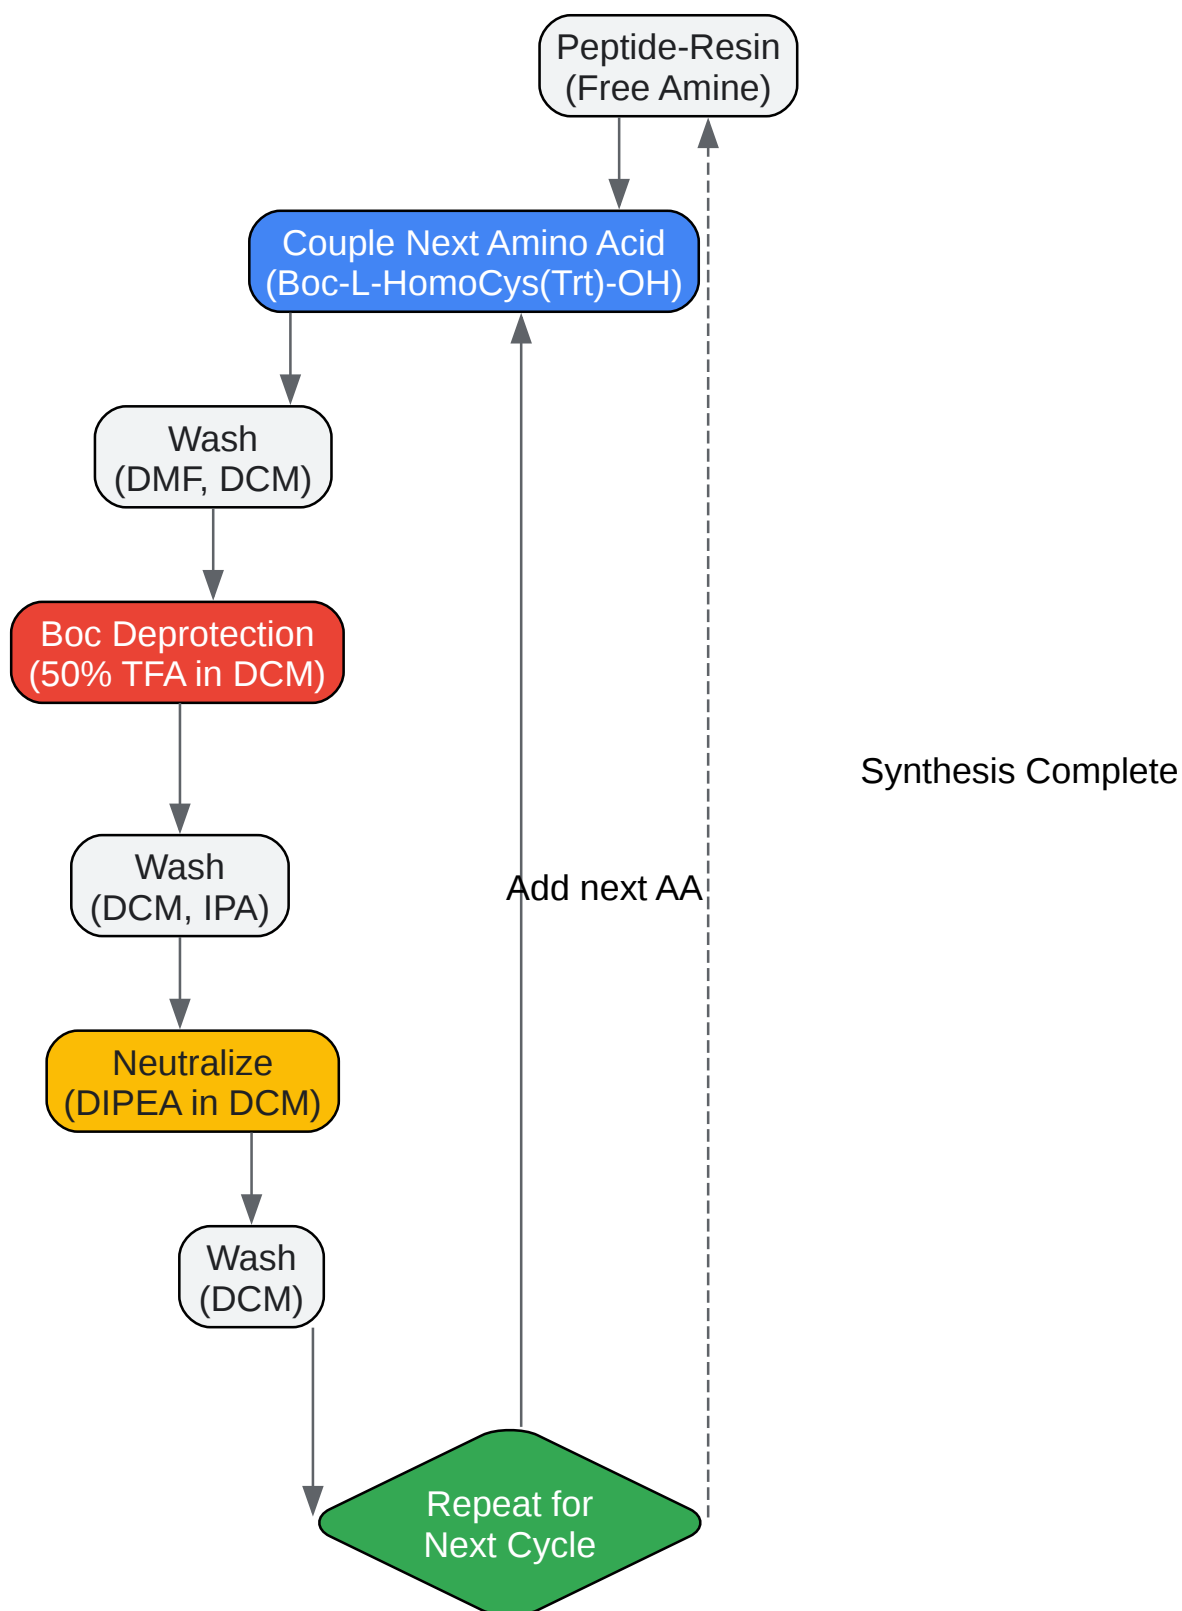 Peptide-Resin
(Free Amine)
Couple Next Amino Acid
(Boc-L-HomoCys(Trt)-OH)
Wash
(DMF, DCM)
Boc Deprotection
(50% TFA in DCM)
Synthesis Complete
Wash
(DCM, IPA)
Add next AA
Neutralize
(DIPEA in DCM)
Wash
(DCM)
Repeat for
Next Cycle